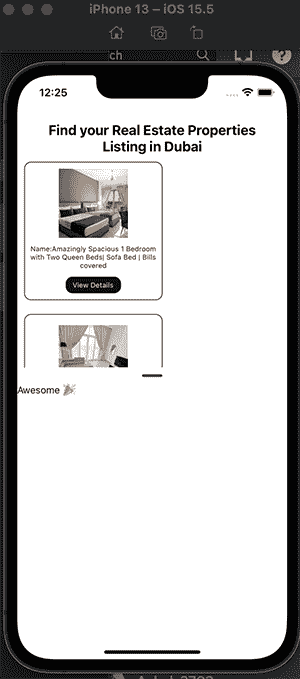 iPhone 13 – iOS 15.5
ch
12:25
Find your Real Estate Properties
Listing in Dubai
Name:Amazingly Spacious 1 Bedroom
with Two Queen Beds| Sofa Bed | Bills
covered
View Details
Awesome 🎉